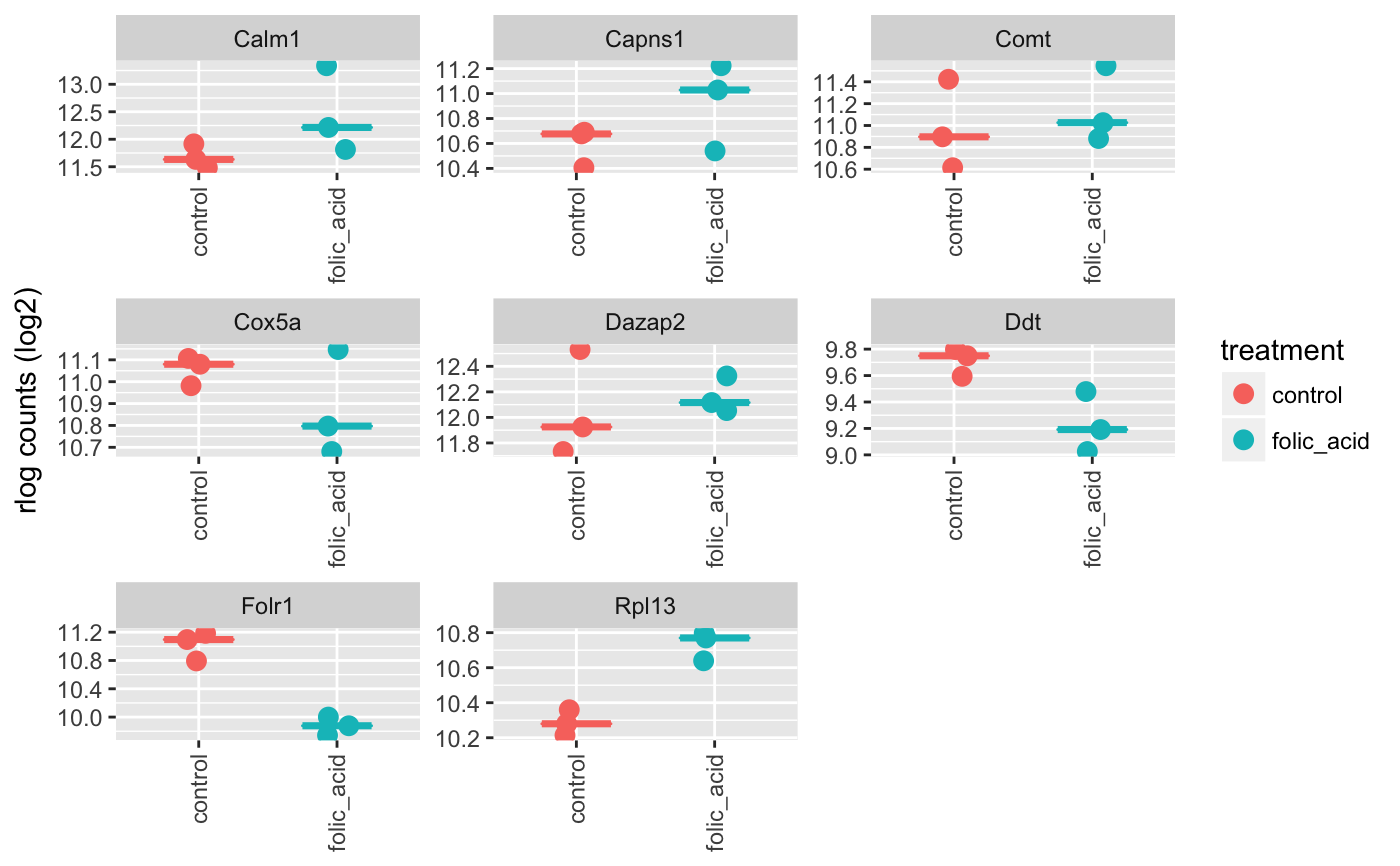 Calm1
Capns1
Comt
13.0
12.5
12.0
11.5
11.2
11.0
10.8
10.6
10.4
11.4
11.2
11.0
10.8
10.6
control
folic_acid
control
folic_acid
control
folic_acid
rlog counts (log2)
Cox5a
Dazap2
Ddt
11.1
11.0
10.9
10.8
10.7
12.4
12.2
12.0
11.8
9.8
9.6
9.4
9.2
9.0
control
folic_acid
control
folic_acid
control
folic_acid
treatment
control
folic_acid
Folr1
Rpl13
11.2
10.8
10.4
10.0
10.8
10.6
10.4
10.2
control
folic_acid
control
folic_acid